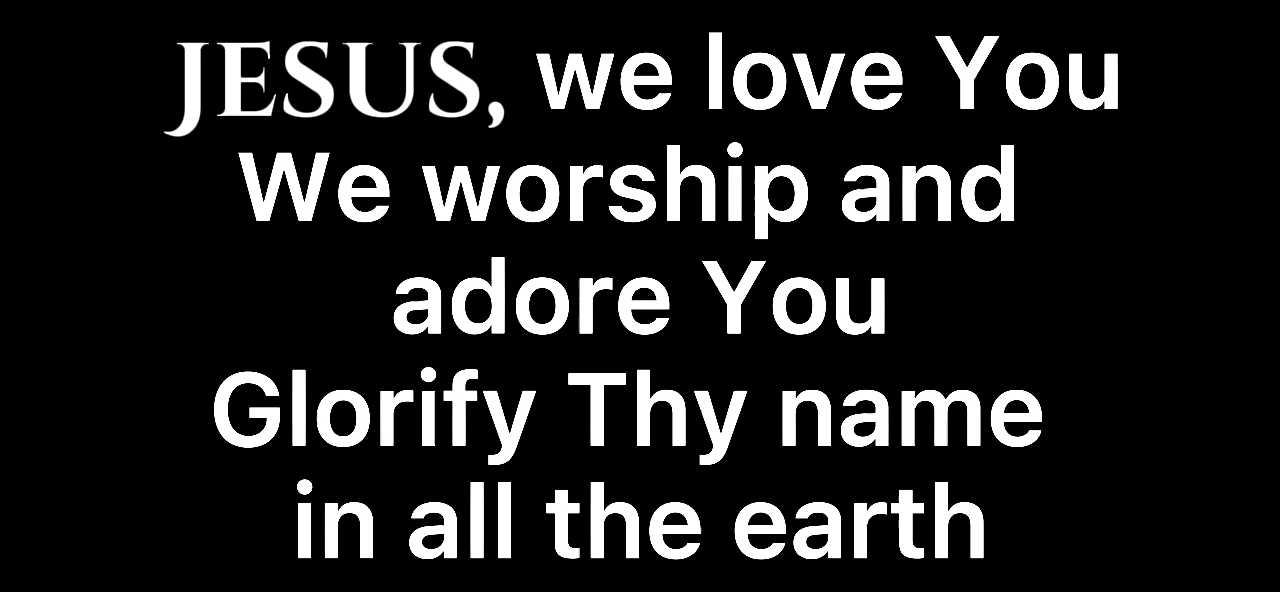 JESUS, we love You
We worship and
adore You
Glorify Thy name
in all the earth